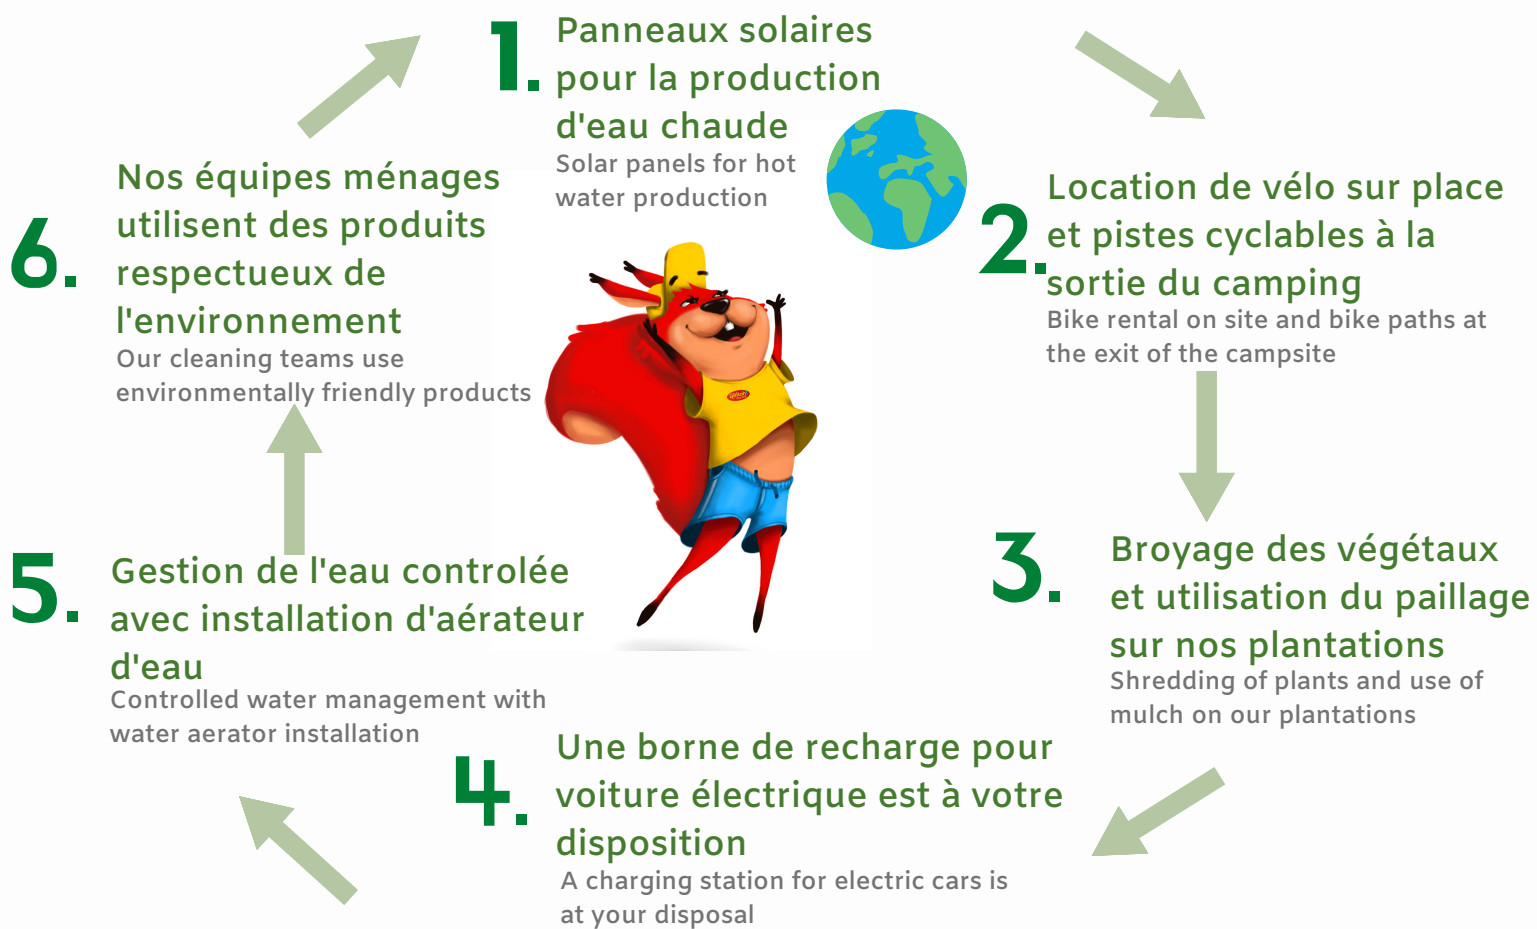 1.
Panneaux solaires
pour la production
d'eau chaude
Solar panels for hot
water production
2.
Location de vélo sur place
et pistes cyclables à la
sortie du camping
Bike rental on site and bike paths at
the exit of the campsite
3.
Broyage des végétaux
et utilisation du paillage
sur nos plantations
Shredding of plants and use of
mulch on our plantations
4.
Une borne de recharge pour
voiture électrique est à votre
disposition
A charging station for electric cars is
at your disposal
5.
Gestion de l'eau controlée
avec installation d'aérateur
d'eau
Controlled water management with
water aerator installation
6.
Nos équipes ménages
utilisent des produits
respectueux de
l'environnement
Our cleaning teams use
environmentally friendly products